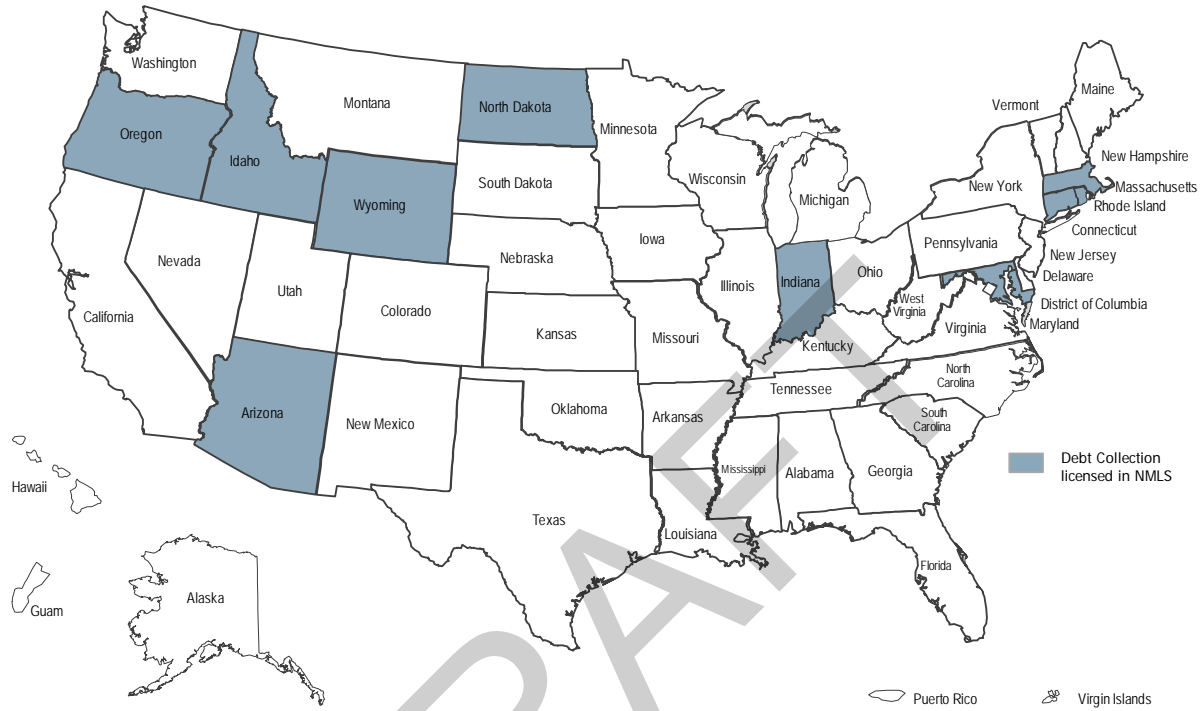 Washington
Montana
North Dakota
Minnesota
Vermont
Maine
Oregon
Idaho
Wyoming
South Dakota
Wisconsin
Michigan
New York
New Hampshire
Massachusetts
Rhode Island
Connecticut
Nevada
Utah
Colorado
Nebraska
Iowa
Illinois
Indiana
Ohio
Pennsylvania
New Jersey
Delaware
District of Columbia
Maryland
West
Virginia
Virginia
California
Kansas
Missouri
Kentucky
Arizona
New Mexico
Oklahoma
Arkansas
Tennessee
North
Carolina
South
Carolina
Mississippi
Alabama
Georgia
Debt Collection
licensed in NMLS
Hawaii
Texas
Louisiana
Florida
Guam
Alaska
Puerto Rico
Virgin Islands
RAFT